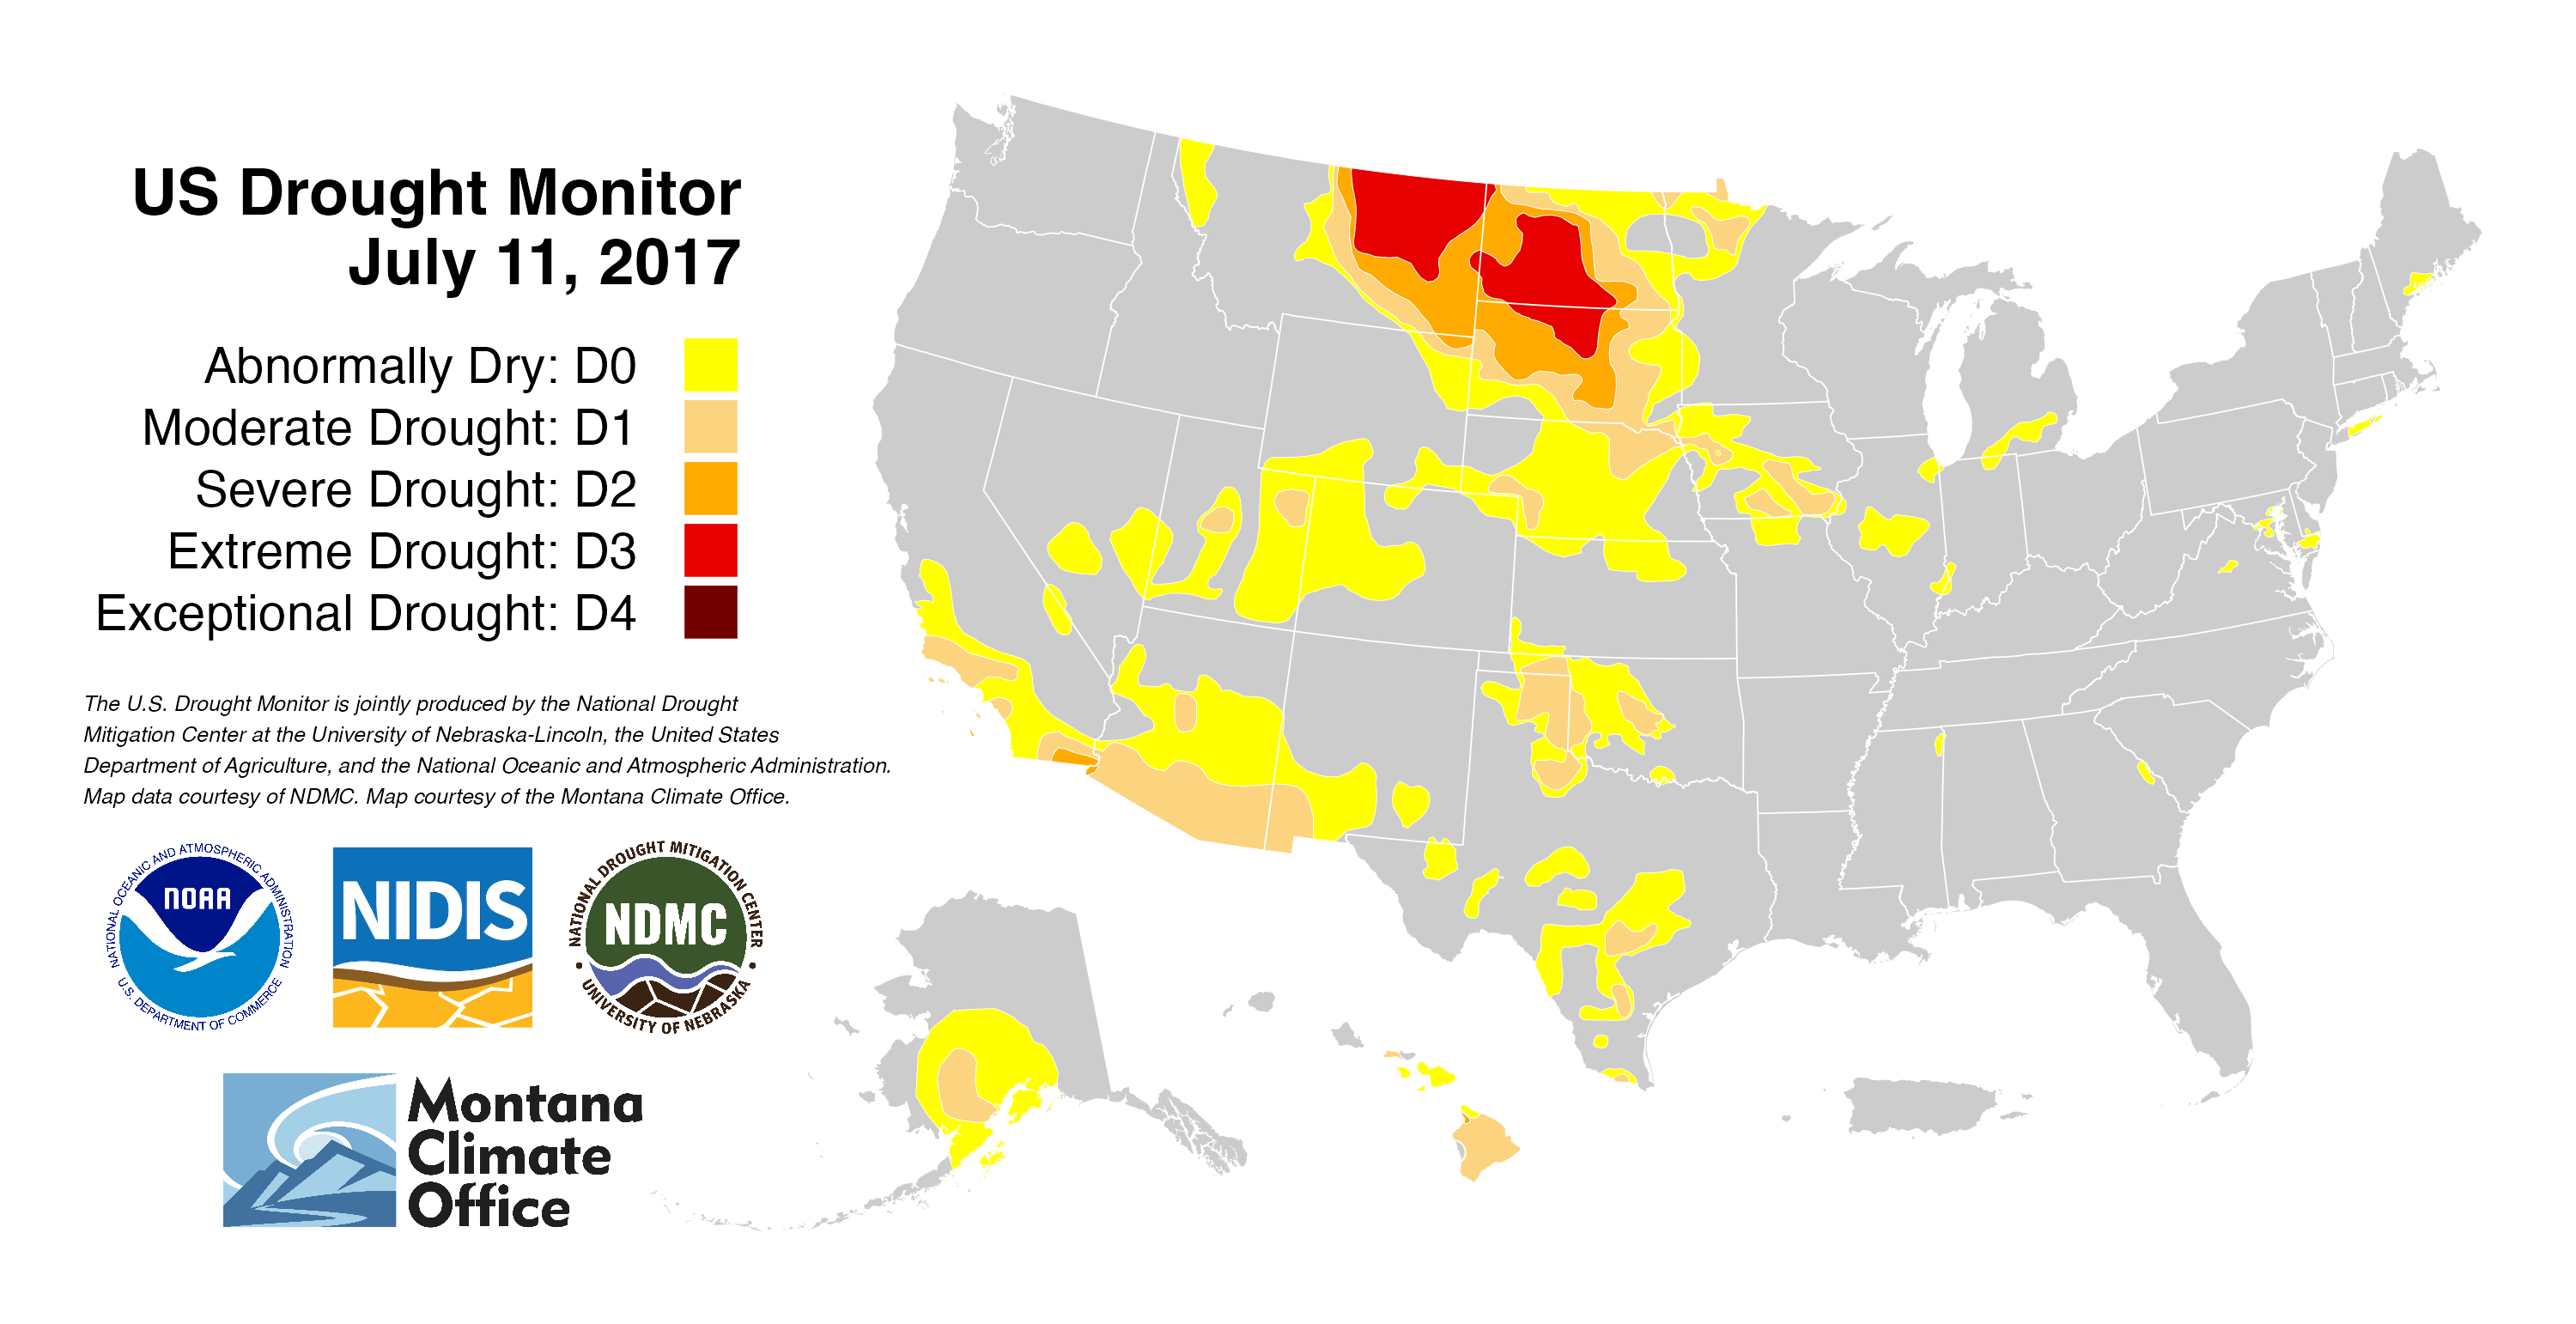 US Drought Monitor
July 11, 2017
Abnormally Dry: D0
Moderate Drought: D1
Severe Drought: D2
Extreme Drought: D3
Exceptional Drought: D4
The U.S. Drought Monitor is jointly produced by the National Drought
Mitigation Center at the University of Nebraska-Lincoln, the United States
Department of Agriculture, and the National Oceanic and Atmospheric Administration.
Map data courtesy of NDMC. Map courtesy of the Montana Climate Office.
NATIONAL OCEANIC AND ATMOSPHERIC ADMINISTRATION
NOAA
U.S. DEPARTMENT OF COMMERCE
NIDIS
NATIONAL DROUGHT MITIGATION CENTER
NDMC
UNIVERSITY OF NEBRASKA
Montana
Climate
Office